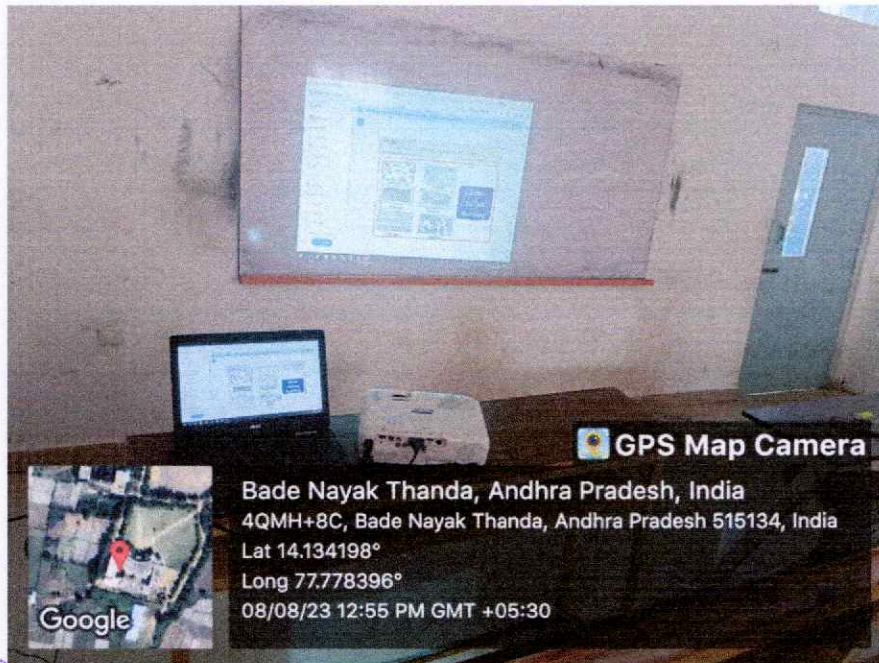 GPS Map Camera
Bade Nayak Thanda, Andhra Pradesh, India
4QMH+8C, Bade Nayak Thanda, Andhra Pradesh 515134, India
Lat 14.134198°
Long 77.778396°
08/08/23 12:55 PM GMT +05:30
Google